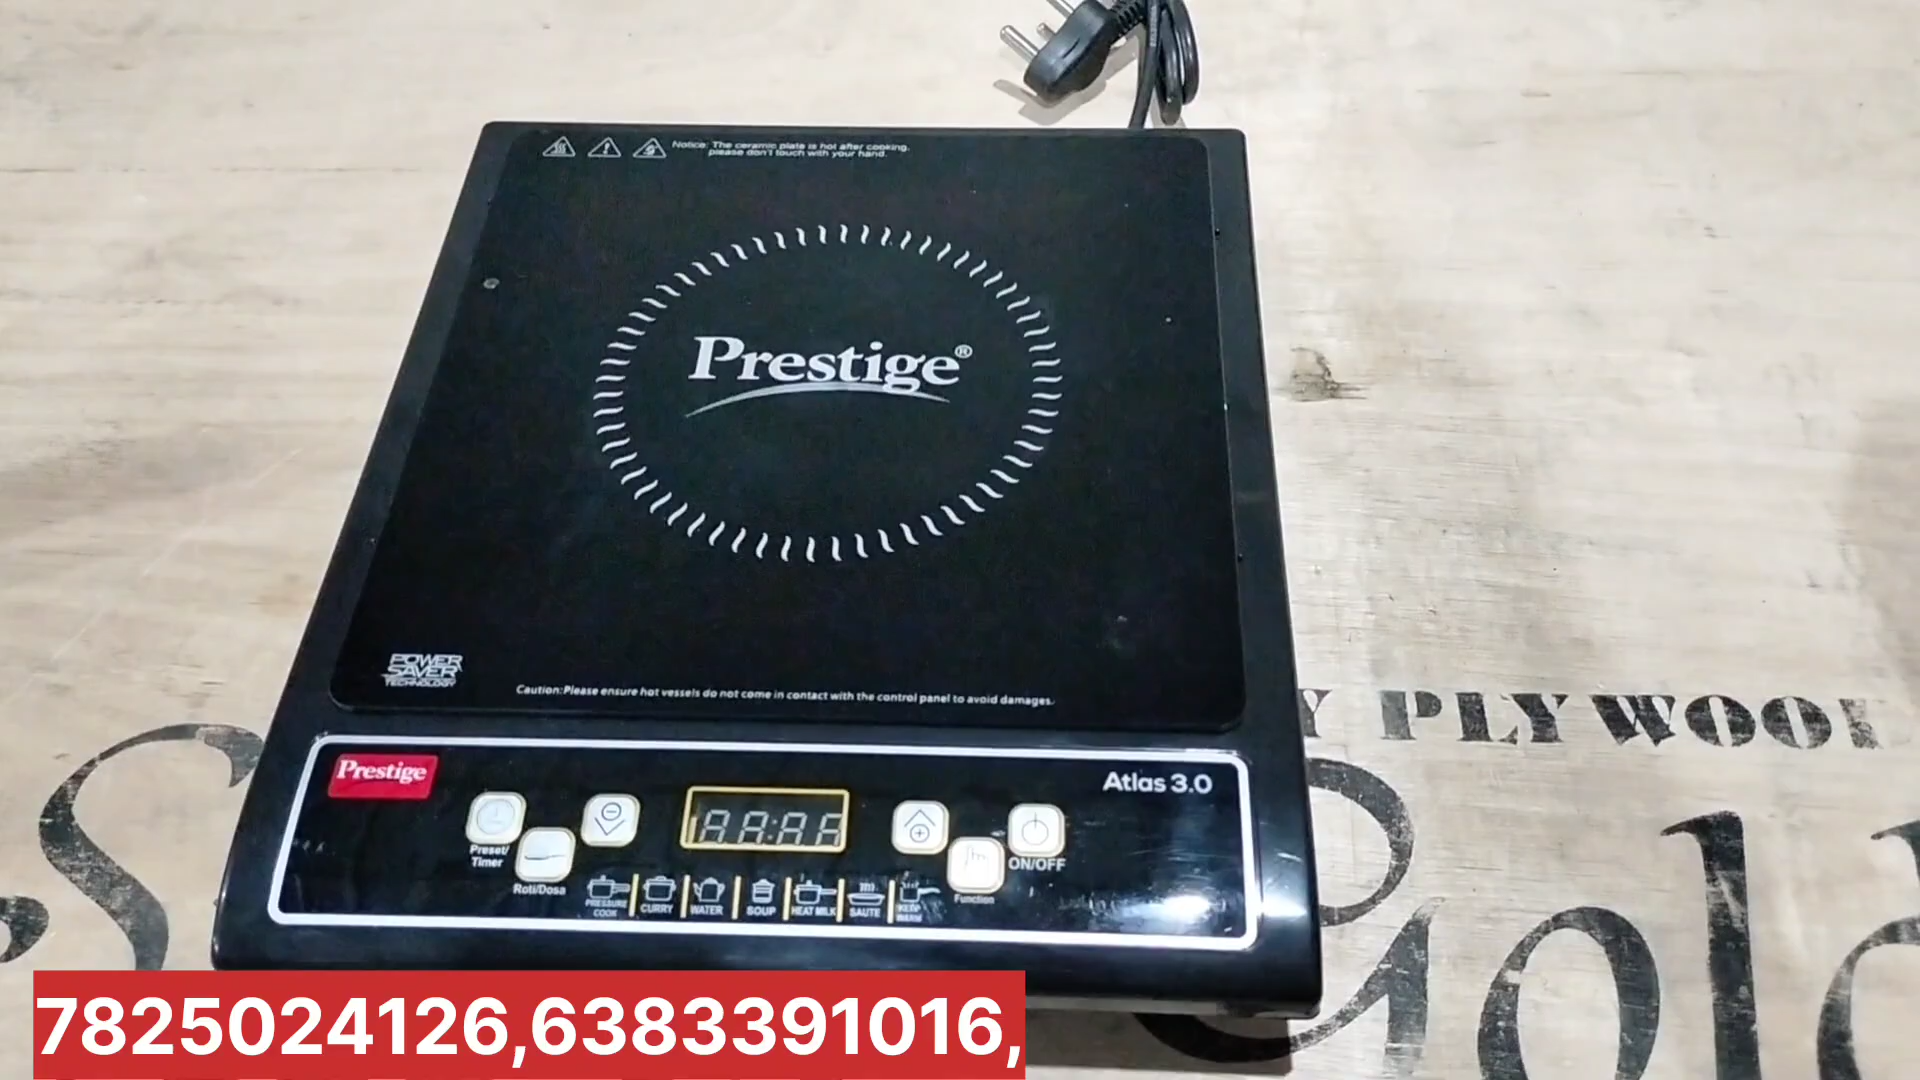 Notice: The ceramic plate is hot after cooking.
please don't touch with your hand.
Prestige®
POWER
SAVER
TECHNOLOGY
Caution:Please ensure hot vessels do not come in contact with the control panel to avoid damages.
Y PLYWOOD
Prestige
Atlas 3.0
Preset/
Timer
Roti/Dosa
ON/OFF
Function
PRESSURE
COOK
CURRY
WATER
SOUP
HEAT MILK
SAUTE
KEEP
WARM
Gold
7825024126,6383391016,